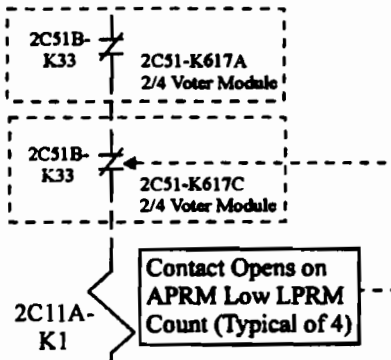 2C51B-
K33
2C51-K617A
2/4 Voter Module
2C51B-
K33
2C51-K617C
2/4 Voter Module
Contact Opens on
APRM Low LPRM
Count (Typical of 4)
2C11A-
K1